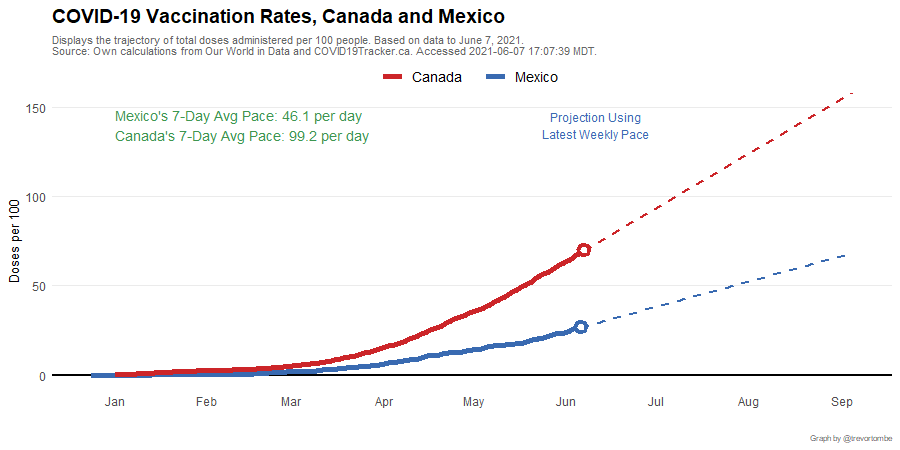 COVID-19 Vaccination Rates, Canada and Mexico
Displays the trajectory of total doses administered per 100 people. Based on data to June 7, 2021.
Source: Own calculations from Our World in Data and COVID19Tracker.ca. Accessed 2021-06-07 17:07:39 MDT.
Canada Mexico
Mexico's 7-Day Avg Pace: 46.1 per day
Canada's 7-Day Avg Pace: 99.2 per day
Projection Using
Latest Weekly Pace
Doses per 100
150
100
50
0
Jan Feb Mar Apr May Jun Jul Aug Sep
Graph by @trevortombe